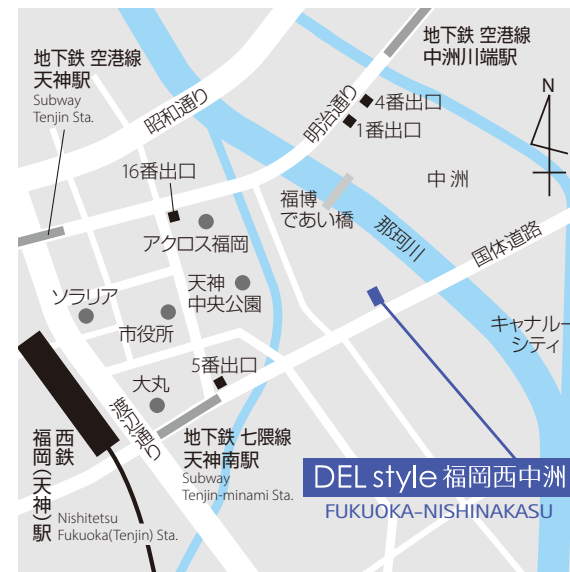 地下鉄 空港線
天神駅
Subway
Tenjin Sta.
昭和通り
明治通り
地下鉄 空港線
中洲川端駅
4番出口
1番出口
N
16番出口
アクロス福岡
福博
であい橋
中洲
那珂川
国体道路
天神
中央公園
ソラリア
市役所
キャナルー
シティ
5番出口
大丸
渡辺通り
地下鉄 七隈線
天神南駅
Subway
Tenjin-minami Sta.
西鉄
福岡(天神)駅
Nishitetsu
Fukuoka(Tenjin) Sta.
DEL style 福岡西中洲
FUKUOKA-NISHINAKASU